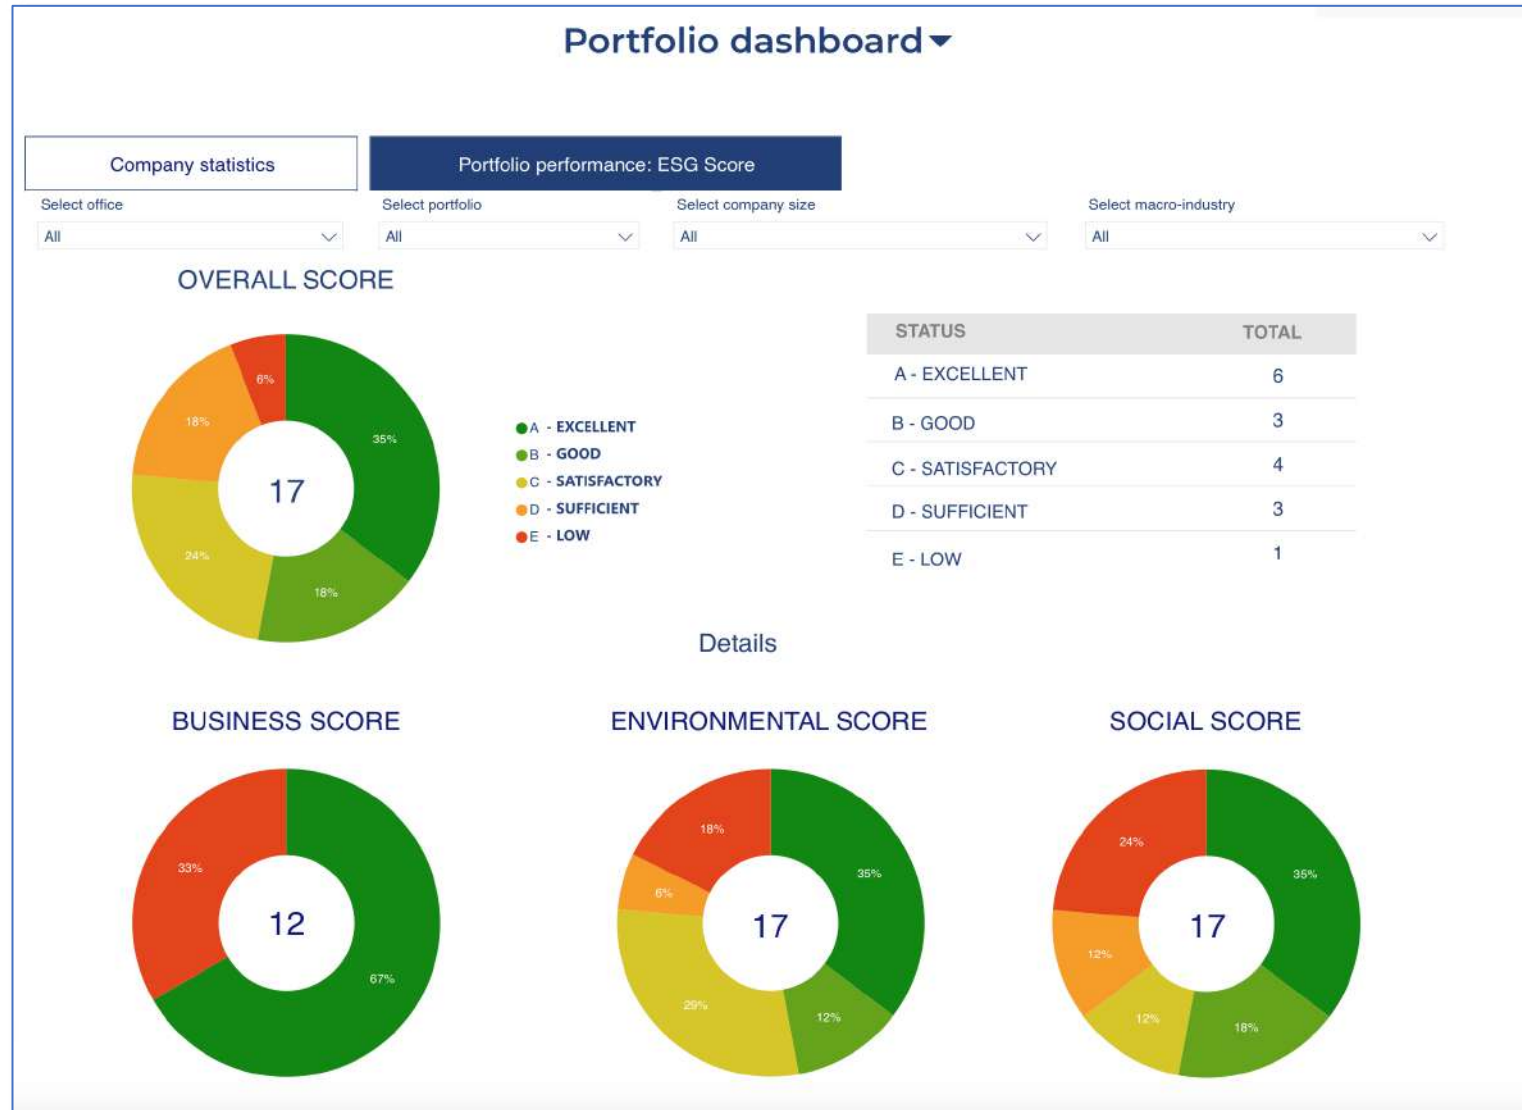 Portfolio dashboard
Company statistics
Portfolio performance: ESG Score
Select office
Select portfolio
Select company size
Select macro-industry
All
All
All
All
OVERALL SCORE
6%
18%
35%
17
24%
18%
A - EXCELLENT
B - GOOD
C - SATISFACTORY
D - SUFFICIENT
E - LOW
STATUS TOTAL
A - EXCELLENT 6
B - GOOD 3
C - SATISFACTORY 4
D - SUFFICIENT 3
E - LOW 1
Details
BUSINESS SCORE
33%
12
67%
ENVIRONMENTAL SCORE
18%
35%
6%
17
29%
12%
SOCIAL SCORE
24%
35%
17
12%
12%
18%